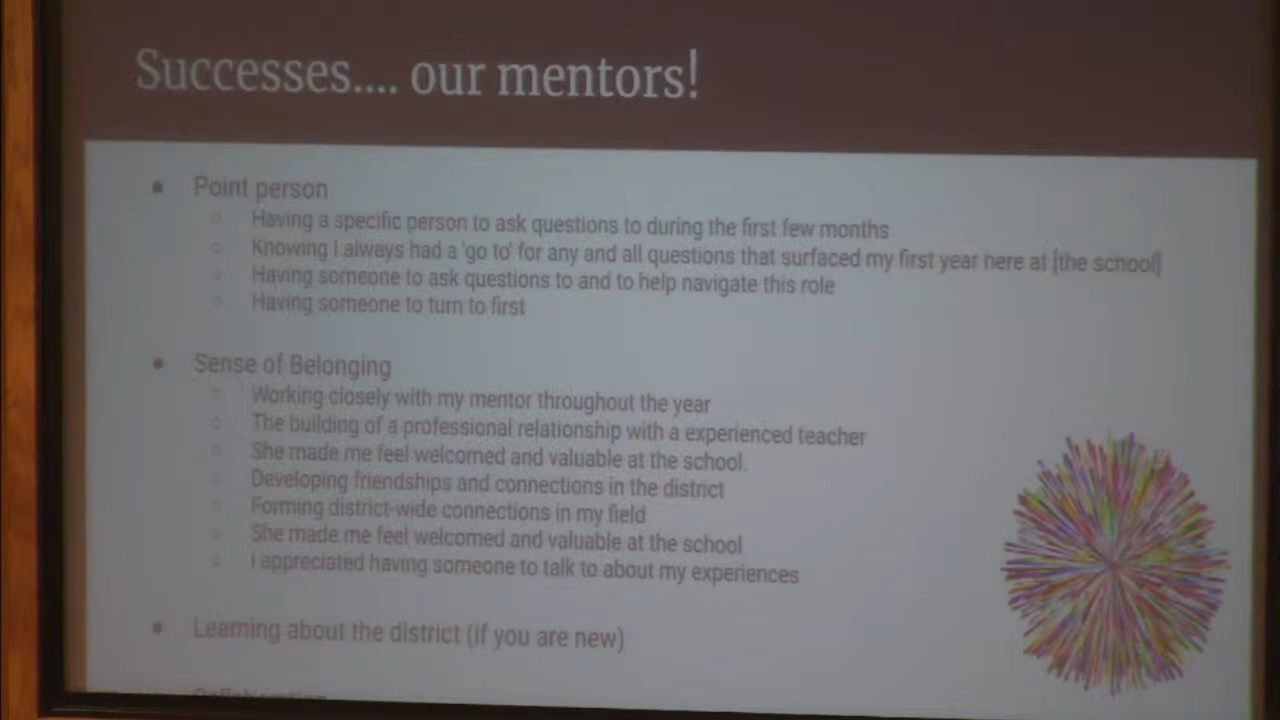 Successes.... our mentors!
Point person
Having a specific person to ask questions to during the first few months
Knowing I always had a 'go to' for any and all questions that surfaced my first year here at [the school]
Having someone to ask questions to and to help navigate this role
Having someone to turn to first
Sense of Belonging
Working closely with my mentor throughout the year
The building of a professional relationship with a experienced teacher
She made me feel welcomed and valuable at the school.
Developing friendships and connections in the district
Forming district-wide connections in my field
She made me feel welcomed and valuable at the school
I appreciated having someone to talk to about my experiences
Learning about the district (if you are new)